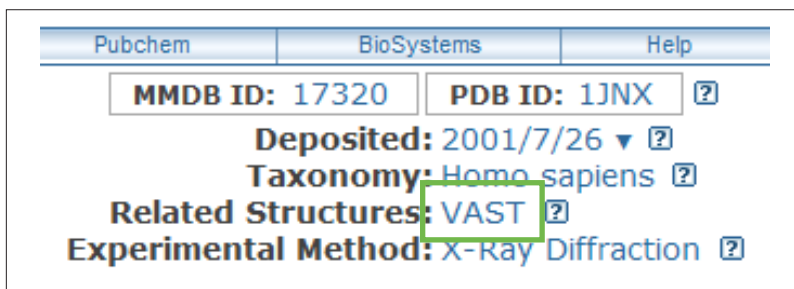 Pubchem BioSystems Help
MMDB ID: 17320 PDB ID: 1JNX ?
Deposited: 2001/7/26 ▼ ?
Taxonomy: Homo sapiens ?
Related Structures: VAST ?
Experimental Method: X-Ray Diffraction ?